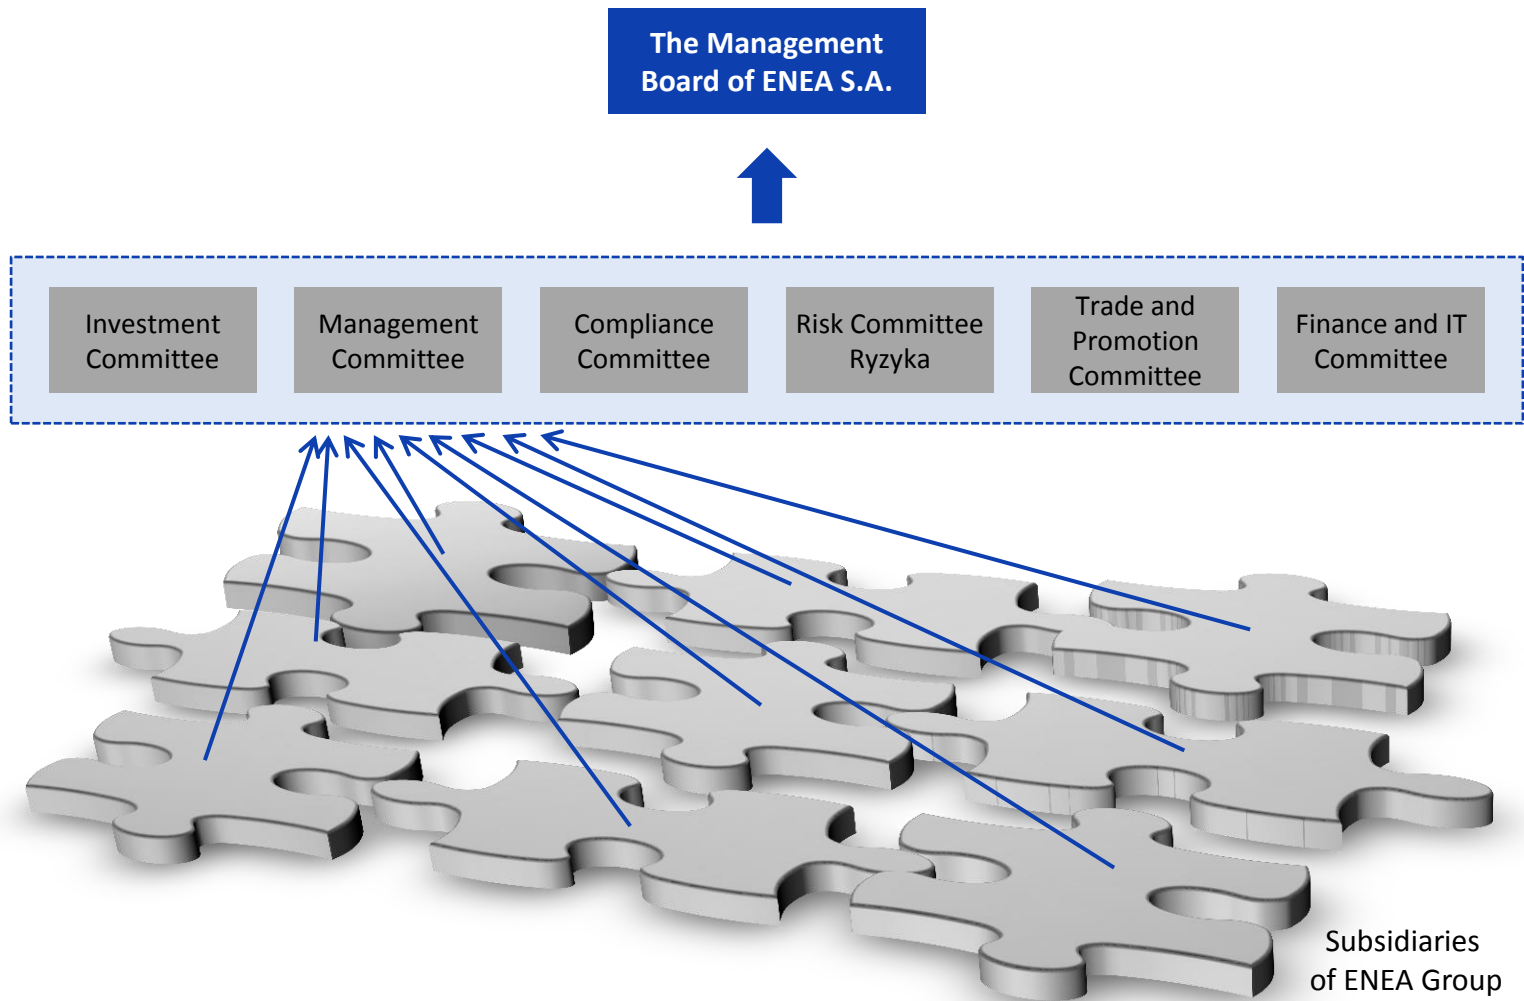 The Management
Board of ENEA S.A.
Investment
Committee
Management
Committee
Compliance
Committee
Risk Committee
Ryzyka
Trade and
Promotion
Committee
Finance and IT
Committee
Subsidiaries
of ENEA Group